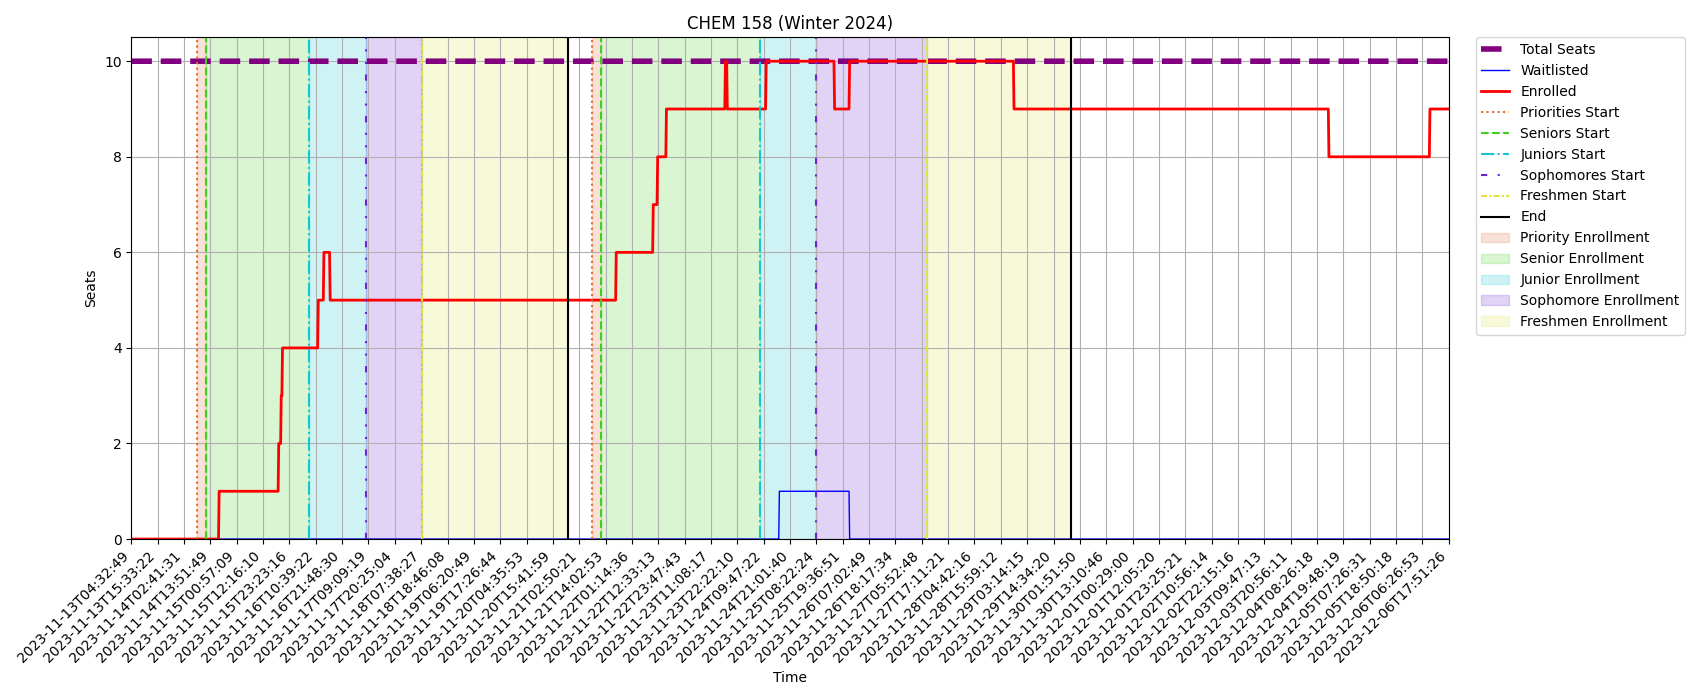 CHEM 158 (Winter 2024)
Seats
10
8
6
4
2
0
2023-11-13T04:32:49
2023-11-13T15:33:22
2023-11-14T02:41:31
2023-11-14T13:51:49
2023-11-15T00:57:09
2023-11-15T12:16:10
2023-11-15T23:23:16
2023-11-16T10:39:22
2023-11-16T21:48:30
2023-11-17T09:09:19
2023-11-17T20:25:04
2023-11-18T07:38:27
2023-11-18T18:46:08
2023-11-19T06:20:49
2023-11-19T17:26:44
2023-11-20T04:35:53
2023-11-20T15:41:59
2023-11-21T02:50:21
2023-11-21T14:02:53
2023-11-22T01:14:36
2023-11-22T12:33:13
2023-11-22T23:47:43
2023-11-23T11:08:17
2023-11-23T22:22:10
2023-11-24T09:47:22
2023-11-24T21:01:40
2023-11-25T08:22:24
2023-11-25T19:36:51
2023-11-26T07:02:49
2023-11-26T18:17:34
2023-11-27T05:52:48
2023-11-27T17:11:21
2023-11-28T04:42:16
2023-11-28T15:59:12
2023-11-29T03:14:15
2023-11-29T14:34:20
2023-11-30T01:51:50
2023-11-30T13:10:46
2023-12-01T00:29:00
2023-12-01T12:05:20
2023-12-01T23:25:21
2023-12-02T10:56:14
2023-12-02T22:15:16
2023-12-03T09:47:13
2023-12-03T20:56:11
2023-12-04T08:26:18
2023-12-04T19:48:19
2023-12-05T07:26:31
2023-12-05T18:50:18
2023-12-06T06:26:53
2023-12-06T17:51:26
Time
Total Seats
Waitlisted
Enrolled
Priorities Start
Seniors Start
Juniors Start
Sophomores Start
Freshmen Start
End
Priority Enrollment
Senior Enrollment
Junior Enrollment
Sophomore Enrollment
Freshmen Enrollment